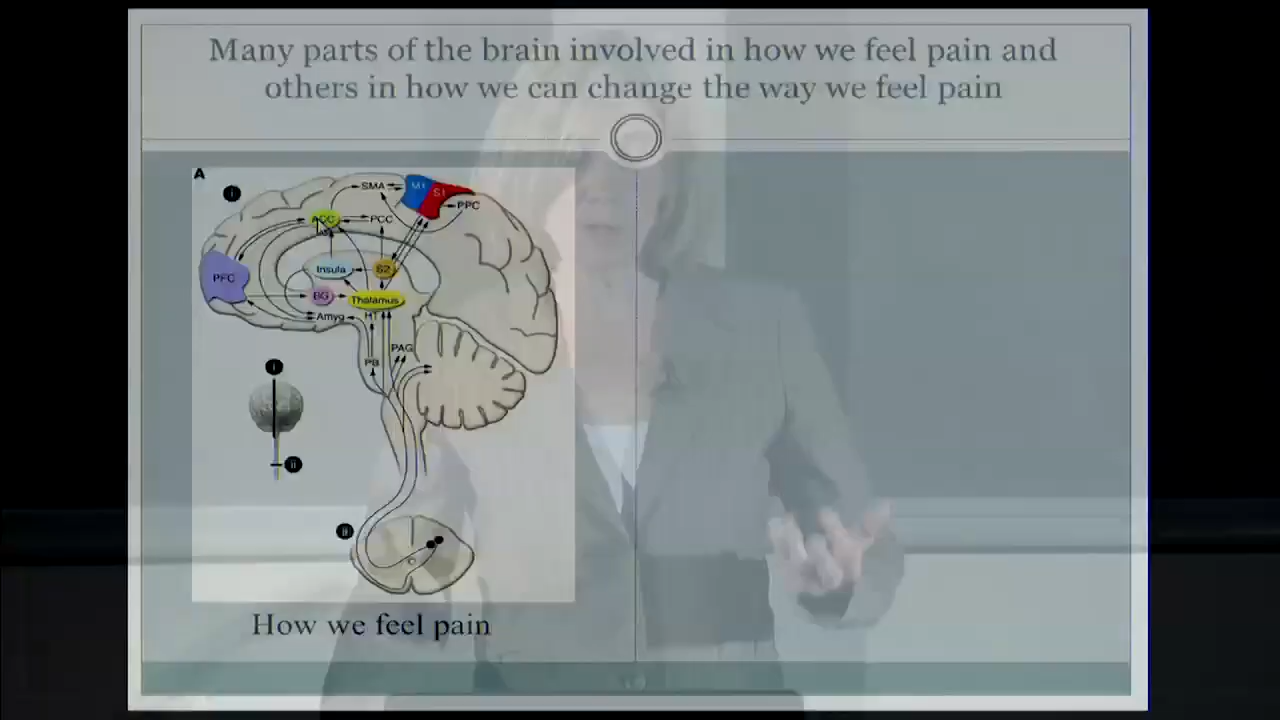 Many parts of the brain involved in how we feel pain and
others in how we can change the way we feel pain
A
i
SMA
M1
S1
PPC
ACC
PCC
PFC
Insula
S2
BG
Thalamus
Amyg
HT
PAG
PB
i
ii
ii
How we feel pain